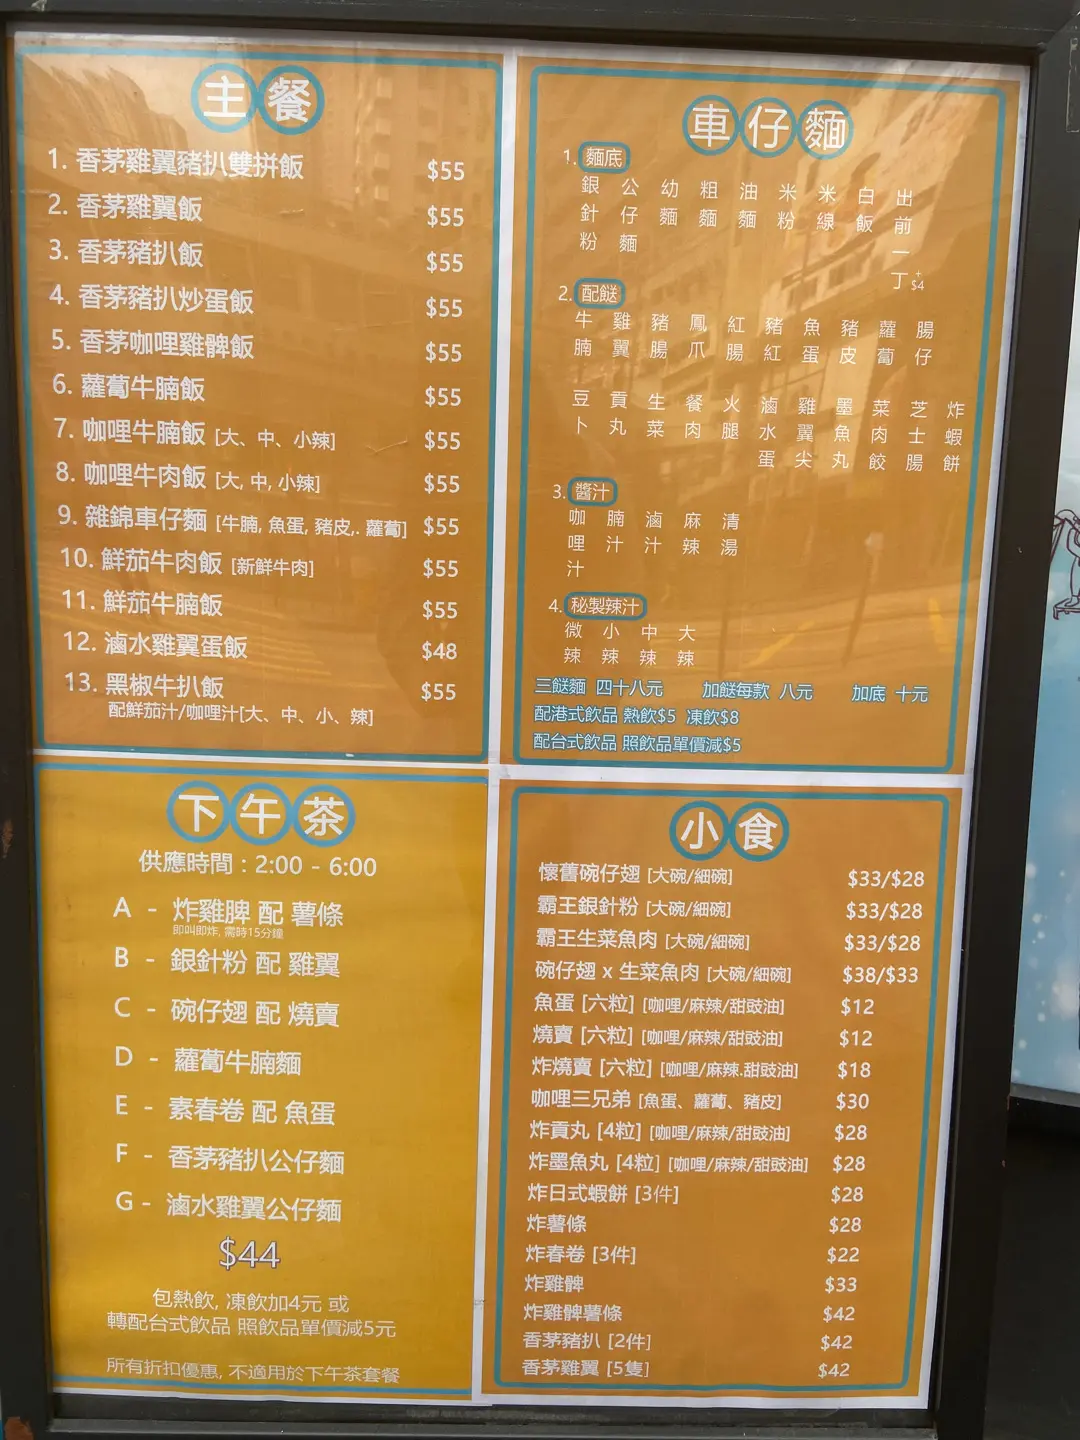 主餐
1. 香茅雞翼豬扒雙拼飯 $55
2. 香茅雞翼飯 $55
3. 香茅豬扒飯 $55
4. 香茅豬扒炒蛋飯 $55
5. 香茅咖哩雞髀飯 $55
6. 蘿蔔牛腩飯 $55
7. 咖哩牛腩飯 [大、中、小辣] $55
8. 咖哩牛肉飯 [大, 中, 小辣] $55
9. 雜錦車仔麵 [牛腩, 魚蛋, 豬皮,. 蘿蔔] $55
10. 鮮茄牛肉飯 [新鮮牛肉] $55
11. 鮮茄牛腩飯 $55
12. 滷水雞翼蛋飯 $48
13. 黑椒牛扒飯 $55
配鮮茄汁/咖哩汁[大、中、小、辣]
車仔麵
1. 麵底
銀針粉 公仔麵 幼麵 粗麵 油麵 米粉 米線 白飯 出前一丁+$4
2. 配餸
牛腩 雞翼 豬腸 鳳爪 紅腸 豬紅 魚蛋 豬皮 蘿蔔 腸仔
豆卜 貢丸 生菜 餐肉 火腿 滷水蛋 雞翼尖 墨魚丸 菜肉餃 芝士腸 炸蝦餅
3. 醬汁
咖哩汁 腩汁 滷汁 麻辣 清湯
4. 秘製辣汁
微辣 小辣 中辣 大辣
三餸麵 四十八元 加餸每款 八元 加底 十元
配港式飲品 熱飲$5 凍飲$8
配台式飲品 照飲品單價減$5
下午茶
供應時間 : 2:00 - 6:00
A - 炸雞脾 配 薯條
即叫即炸, 需時15分鐘
B - 銀針粉 配 雞翼
C - 碗仔翅 配 燒賣
D - 蘿蔔牛腩麵
E - 素春卷 配 魚蛋
F - 香茅豬扒公仔麵
G - 滷水雞翼公仔麵
$44
包熱飲, 凍飲加4元 或
轉配台式飲品 照飲品單價減5元
所有折扣優惠, 不適用於下午茶套餐
小食
懷舊碗仔翅 [大碗/細碗] $33/$28
霸王銀針粉 [大碗/細碗] $33/$28
霸王生菜魚肉 [大碗/細碗] $33/$28
碗仔翅 x 生菜魚肉 [大碗/細碗] $38/$33
魚蛋 [六粒] [咖哩/麻辣/甜豉油] $12
燒賣 [六粒] [咖哩/麻辣/甜豉油] $12
炸燒賣 [六粒] [咖哩/麻辣.甜豉油] $18
咖哩三兄弟 [魚蛋、蘿蔔、豬皮] $30
炸貢丸 [4粒] [咖哩/麻辣/甜豉油] $28
炸墨魚丸 [4粒] [咖哩/麻辣/甜豉油] $28
炸日式蝦餅 [3件] $28
炸薯條 $28
炸春卷 [3件] $22
炸雞髀 $33
炸雞髀薯條 $42
香茅豬扒 [2件] $42
香茅雞翼 [5隻] $42